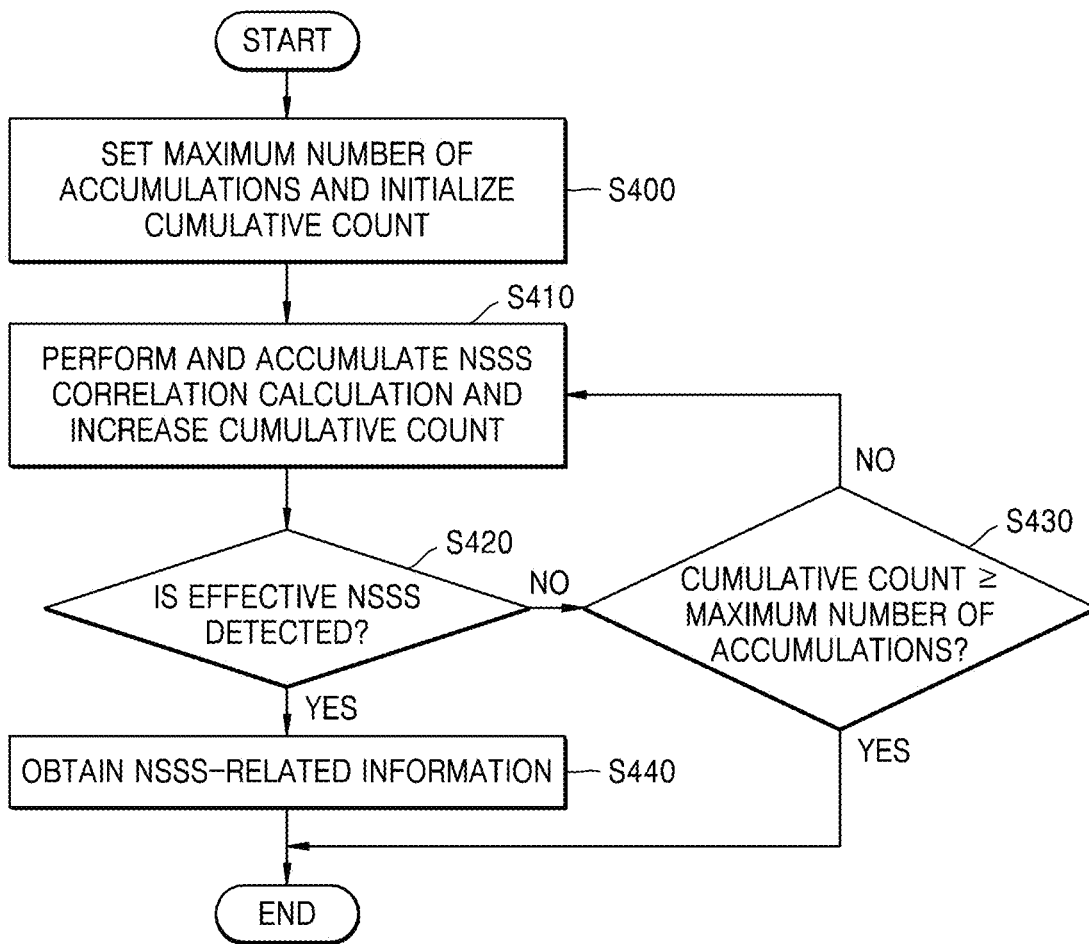 START
SET MAXIMUM NUMBER OF
ACCUMULATIONS AND INITIALIZE
CUMULATIVE COUNT
S400
S410
PERFORM AND ACCUMULATE NSSS
CORRELATION CALCULATION AND
INCREASE CUMULATIVE COUNT
NO
S420
S430
IS EFFECTIVE NSSS
DETECTED?
NO
CUMULATIVE COUNT ≥
MAXIMUM NUMBER OF
ACCUMULATIONS?
YES
YES
OBTAIN NSSS-RELATED INFORMATION
S440
END